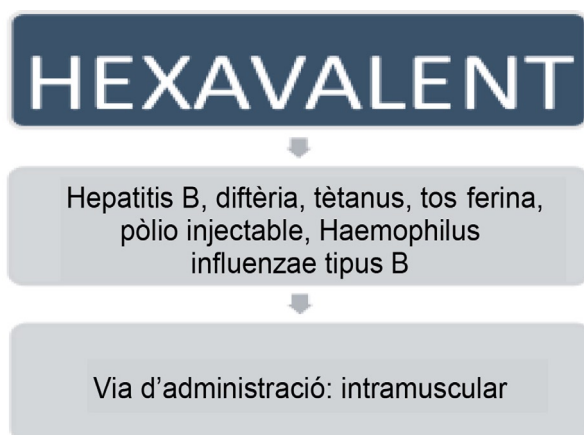 HEXAVALENT
Hepatitis B, diftèria, tètanus, tos ferina,
pòlio injectable, Haemophilus
influenzae tipus B
Via d’administració: intramuscular